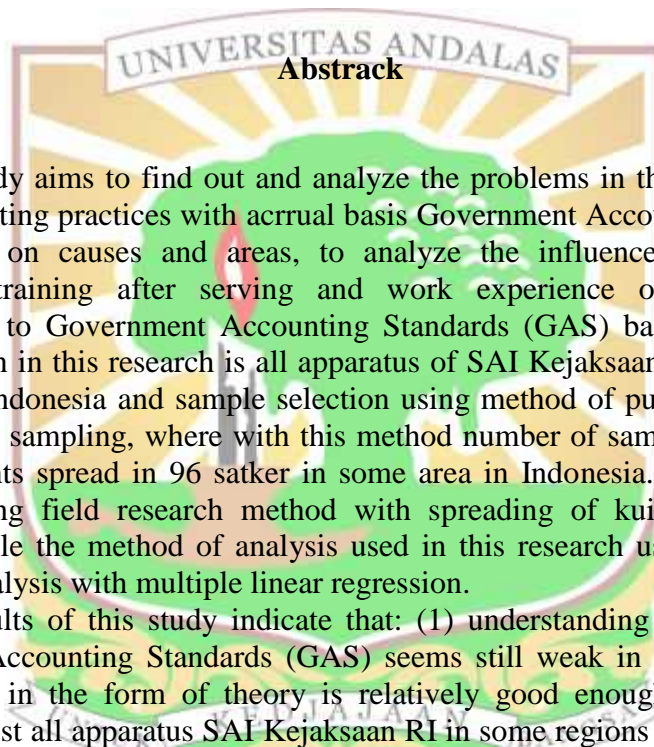 UNIVERSITAS ANDALAS
Abstrack
dy aims to find out and analyze the problems in th
ting practices with acrrual basis Government Acco
on causes and areas, to analyze the influence
training after serving and work experience o
to Government Accounting Standards (GAS) ba
n in this research is all apparatus of SAI Kejaksaan
ndonesia and sample selection using method of pu
sampling, where with this method number of sam
nts spread in 96 satker in some area in Indonesia.
ng field research method with spreading of kui
le the method of analysis used in this research u
alysis with multiple linear regression.
ults of this study indicate that: (1) understanding
Accounting Standards (GAS) seems still weak in
in the form of theory is relatively good enoug
st all apparatus SAI Kejaksaan RI in some regions
KEDJAJAAN